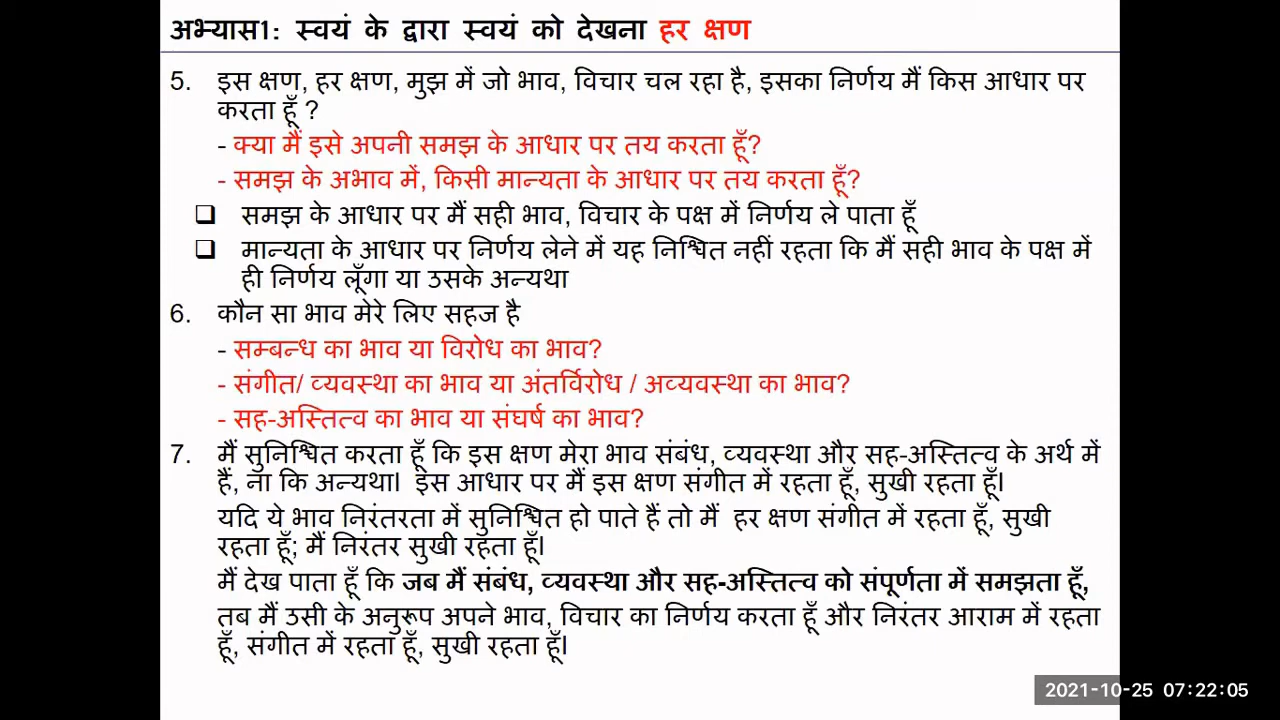 अभ्यास1: स्वयं के द्वारा स्वयं को देखना हर क्षण
5. इस क्षण, हर क्षण, मुझ में जो भाव, विचार चल रहा है, इसका निर्णय मैं किस आधार पर
करता हूँ ?
- क्या मैं इसे अपनी समझ के आधार पर तय करता हूँ?
- समझ के अभाव में, किसी मान्यता के आधार पर तय करता हूँ?
❑ समझ के आधार पर मैं सही भाव, विचार के पक्ष में निर्णय ले पाता हूँ
❑ मान्यता के आधार पर निर्णय लेने में यह निश्चित नहीं रहता कि मैं सही भाव के पक्ष में
ही निर्णय लूँगा या उसके अन्यथा
6. कौन सा भाव मेरे लिए सहज है
- सम्बन्ध का भाव या विरोध का भाव?
- संगीत/ व्यवस्था का भाव या अंतर्विरोध / अव्यवस्था का भाव?
- सह-अस्तित्व का भाव या संघर्ष का भाव?
7. मैं सुनिश्चित करता हूँ कि इस क्षण मेरा भाव संबंध, व्यवस्था और सह-अस्तित्व के अर्थ में
हैं, ना कि अन्यथा। इस आधार पर मैं इस क्षण संगीत में रहता हूँ, सुखी रहता हूँ।
यदि ये भाव निरंतरता में सुनिश्चित हो पाते हैं तो मैं हर क्षण संगीत में रहता हूँ, सुखी
रहता हूँ; मैं निरंतर सुखी रहता हूँ।
मैं देख पाता हूँ कि जब मैं संबंध, व्यवस्था और सह-अस्तित्व को संपूर्णता में समझता हूँ,
तब मैं उसी के अनुरूप अपने भाव, विचार का निर्णय करता हूँ और निरंतर आराम में रहता
हूँ, संगीत में रहता हूँ, सुखी रहता हूँ।
2021-10-25 07:22:05